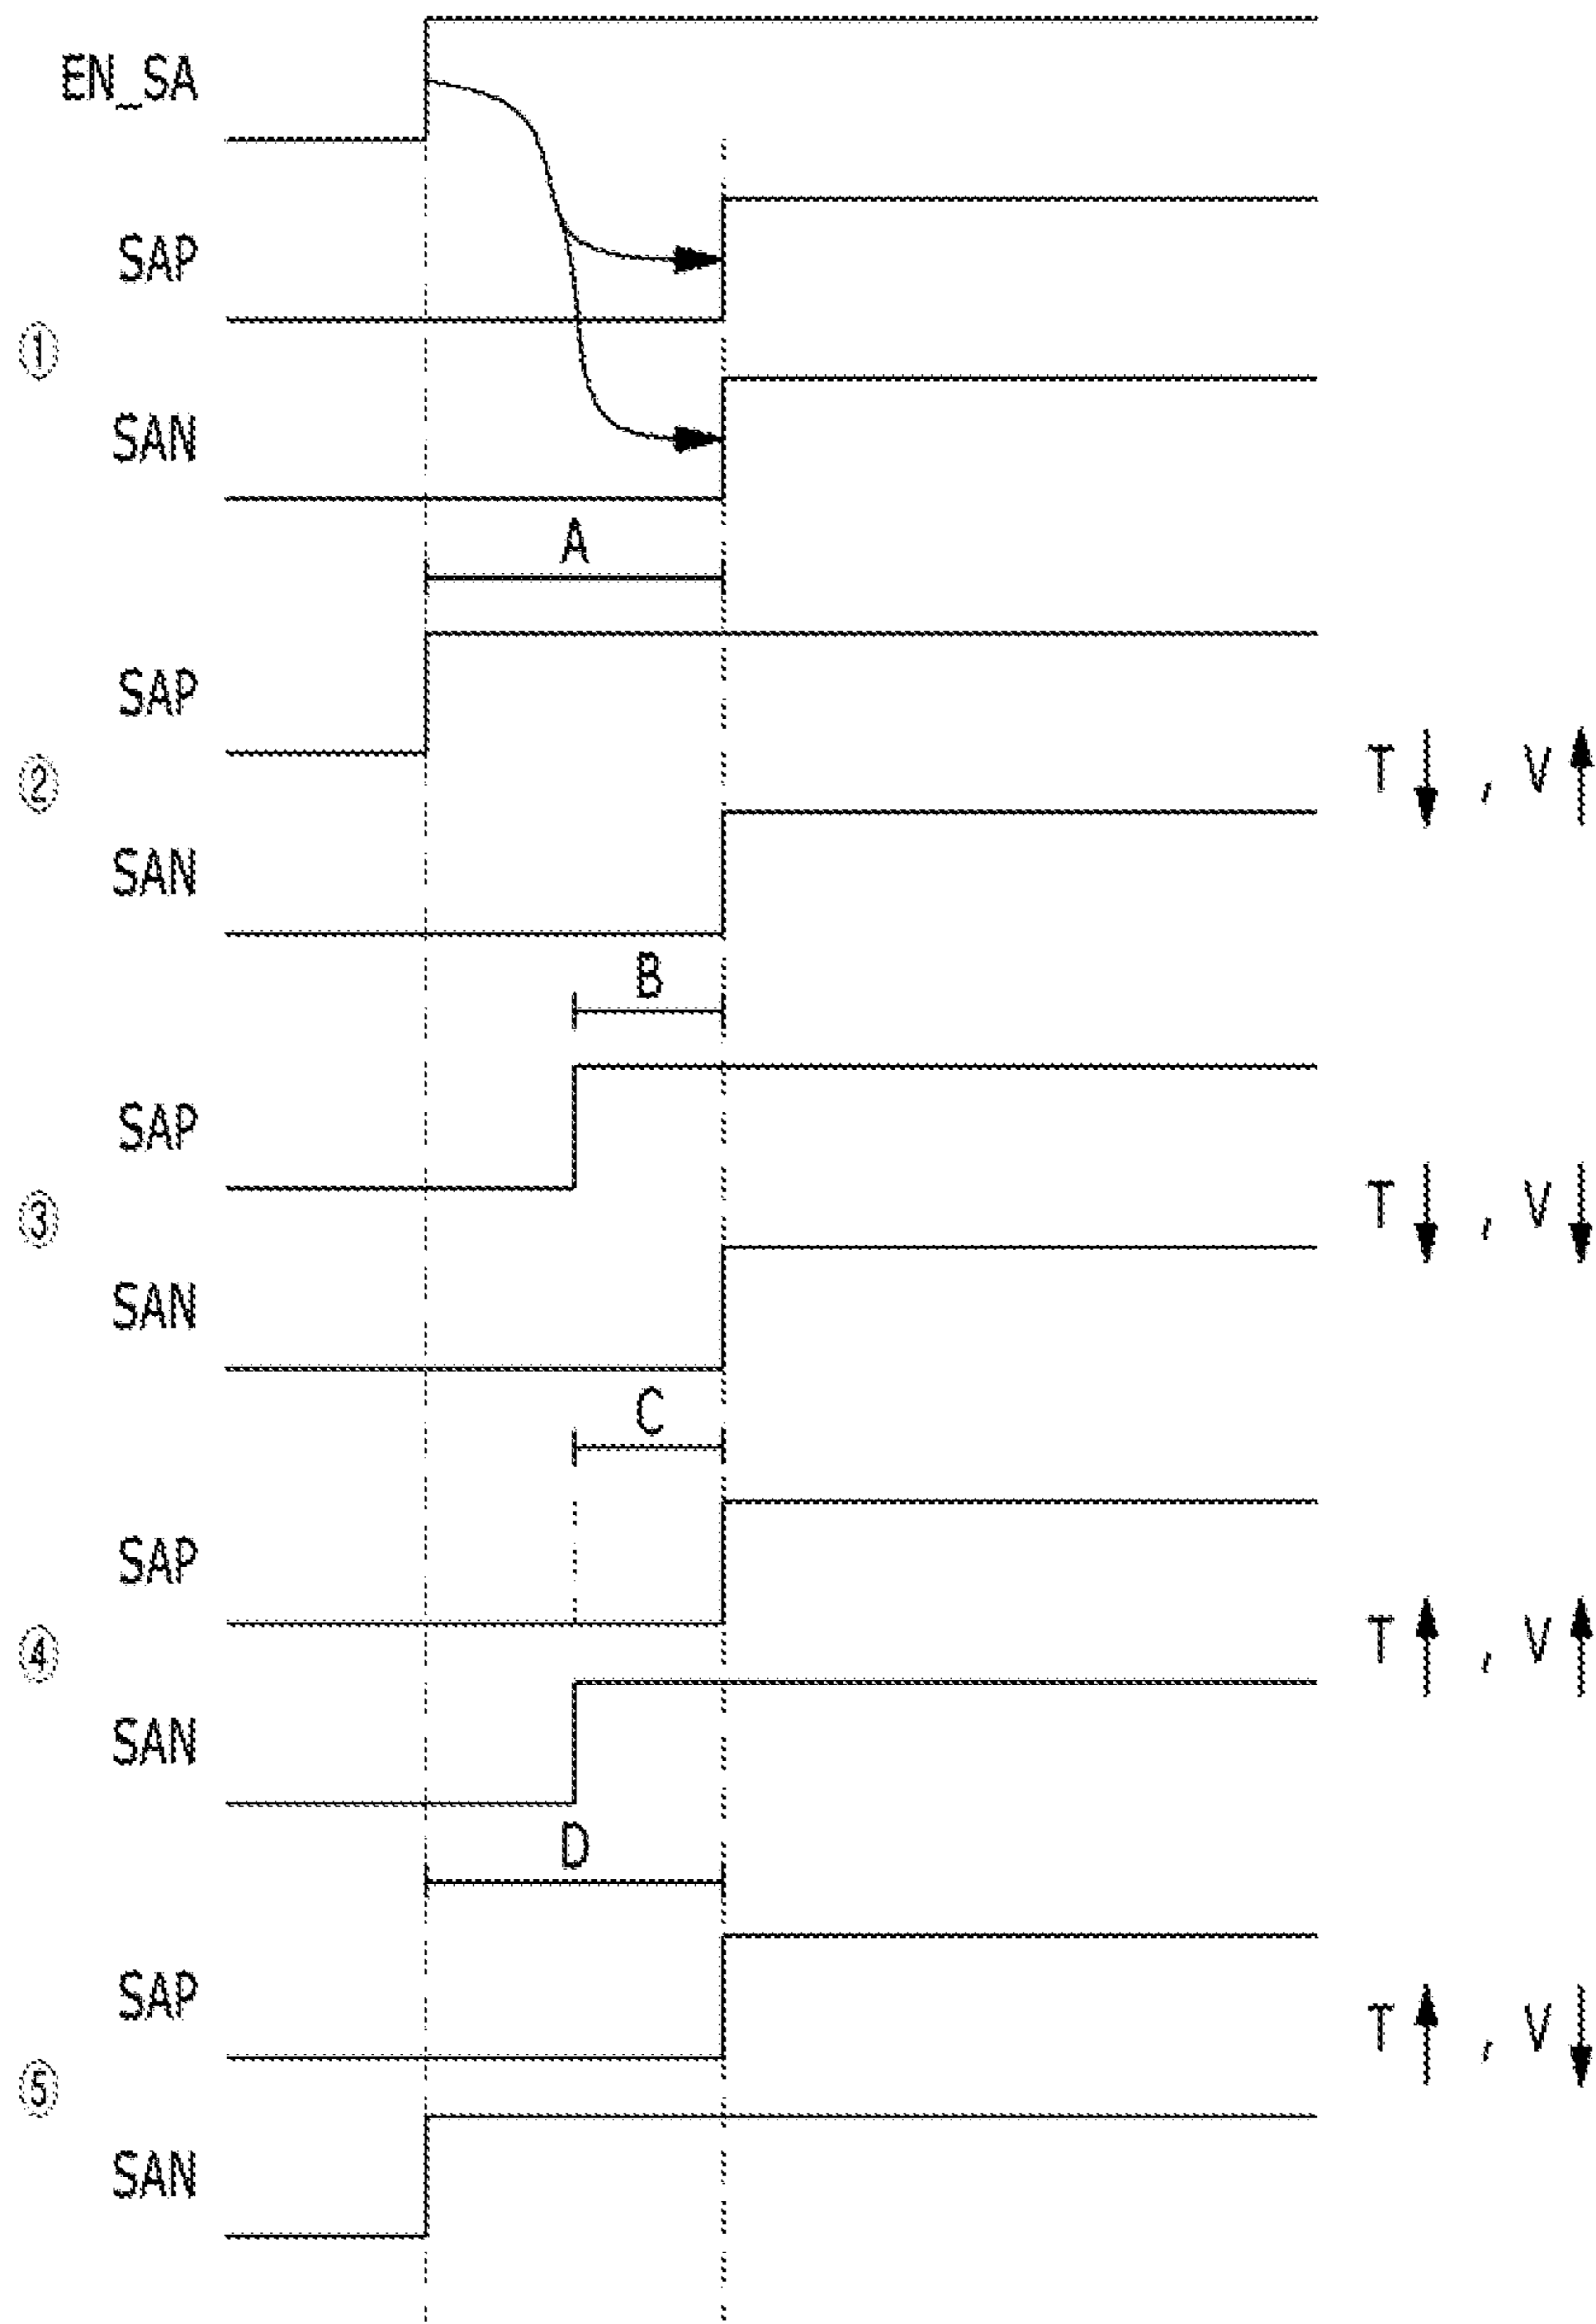 EN_SA
SAP
①
SAN
A
SAP
② T↓ , V↑
SAN
B
SAP
③ T↓ , V↓
SAN
C
SAP
④ T↑ , V↑
SAN
D
SAP
⑤ T↑ , V↓
SAN